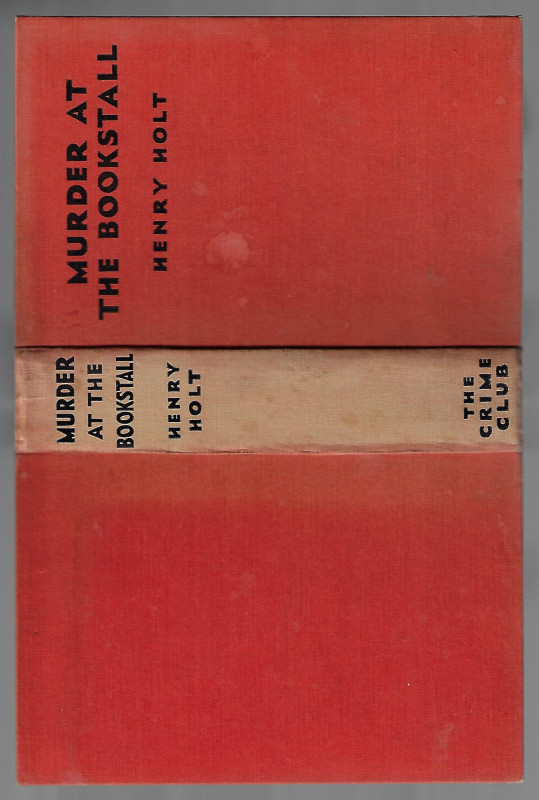 MURDER AT
THE BOOKSTALL
HENRY HOLT
MURDER
AT THE
BOOKSTALL
HENRY
HOLT
THE
CRIME
CLUB